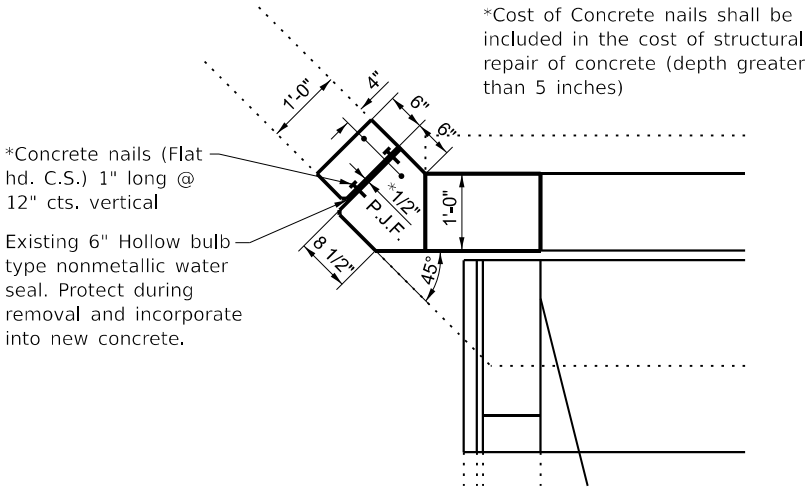 *Cost of Concrete nails shall be
included in the cost of structural
repair of concrete (depth greater
than 5 inches)
1'-0"
4"
6"
6"
*Concrete nails (Flat
hd. C.S.) 1" long @
12" cts. vertical
*1/2"
P.J.F.
1'-0"
Existing 6" Hollow bulb
type nonmetallic water
seal. Protect during
removal and incorporate
into new concrete.
8 1/2"
45°